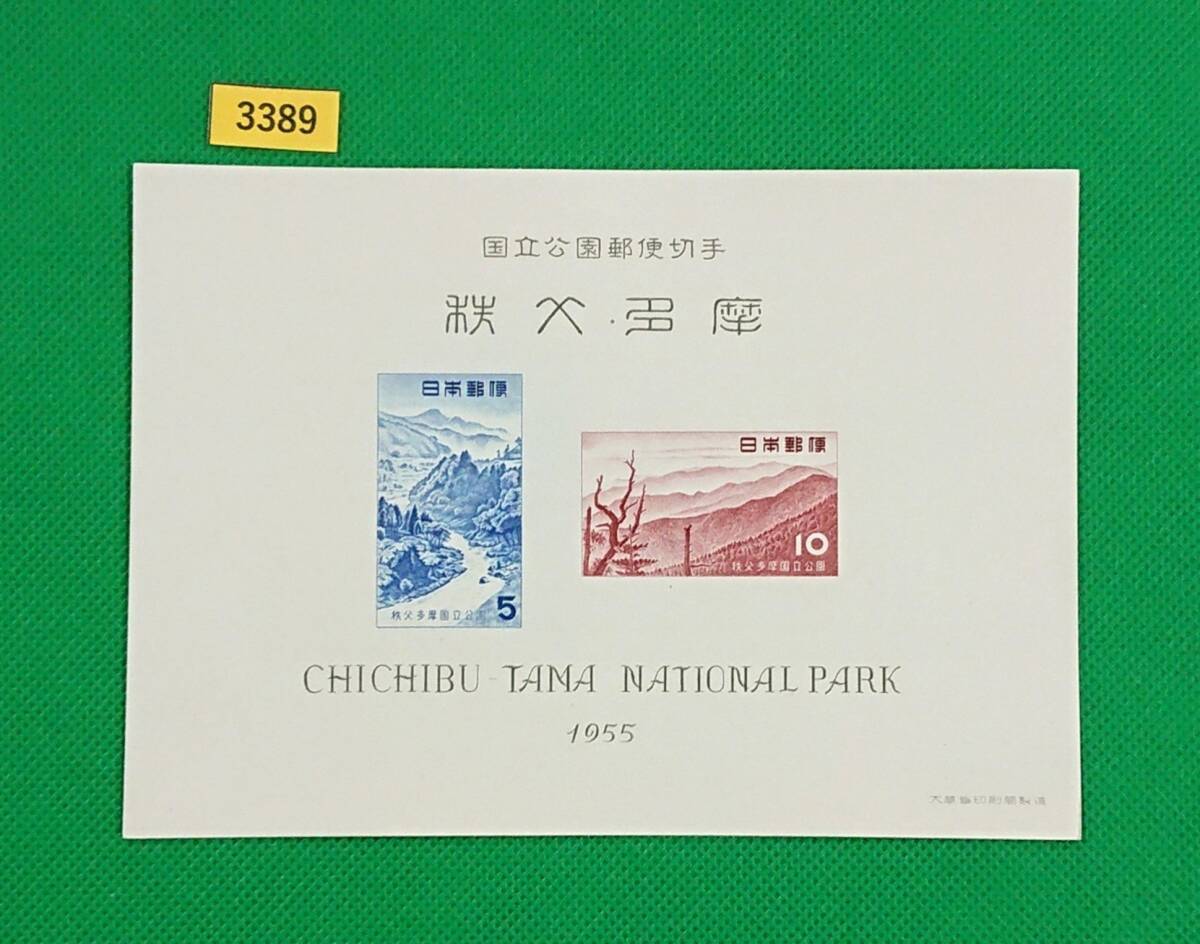 3389
国立公園郵便切手
秩父・多摩
日本郵便
秩父多摩国立公園
5
日本郵便
10
秩父多摩国立公園
CHICHIBU-TAMA NATIONAL PARK
1955
大蔵省印刷局製造